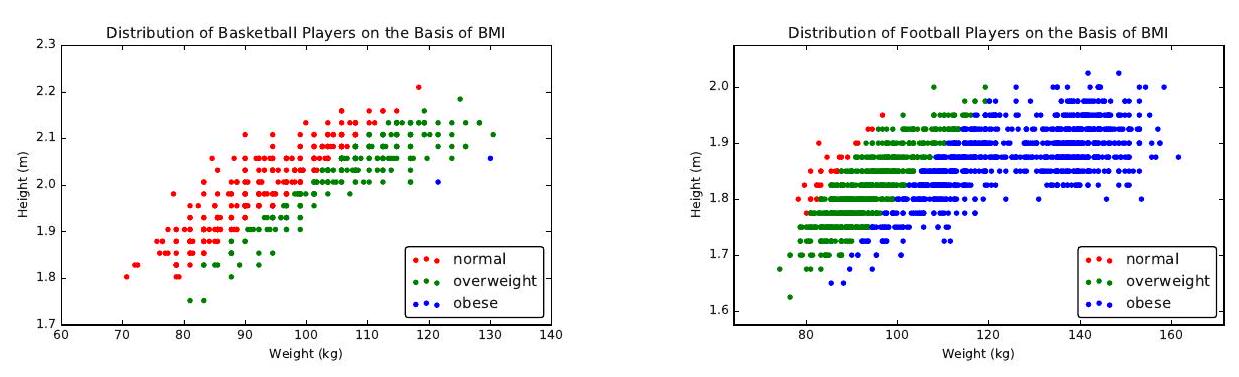 Distribution of Basketball Players on the Basis of BMI
2.3
2.2
2.1
2.0
1.9
1.8
1.7
Height (m)
60 70 80 90 100 110 120 130 140
Weight (kg)
normal
overweight
obese
Distribution of Football Players on the Basis of BMI
2.0
1.9
1.8
1.7
1.6
Height (m)
80 100 120 140 160
Weight (kg)
normal
overweight
obese